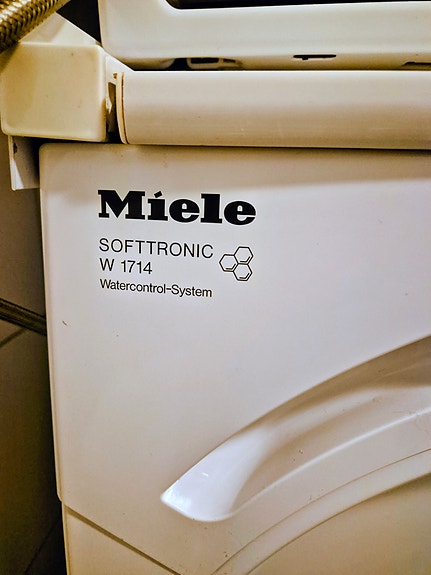 Miele
SOFTTRONIC
W 1714
Watercontrol-System